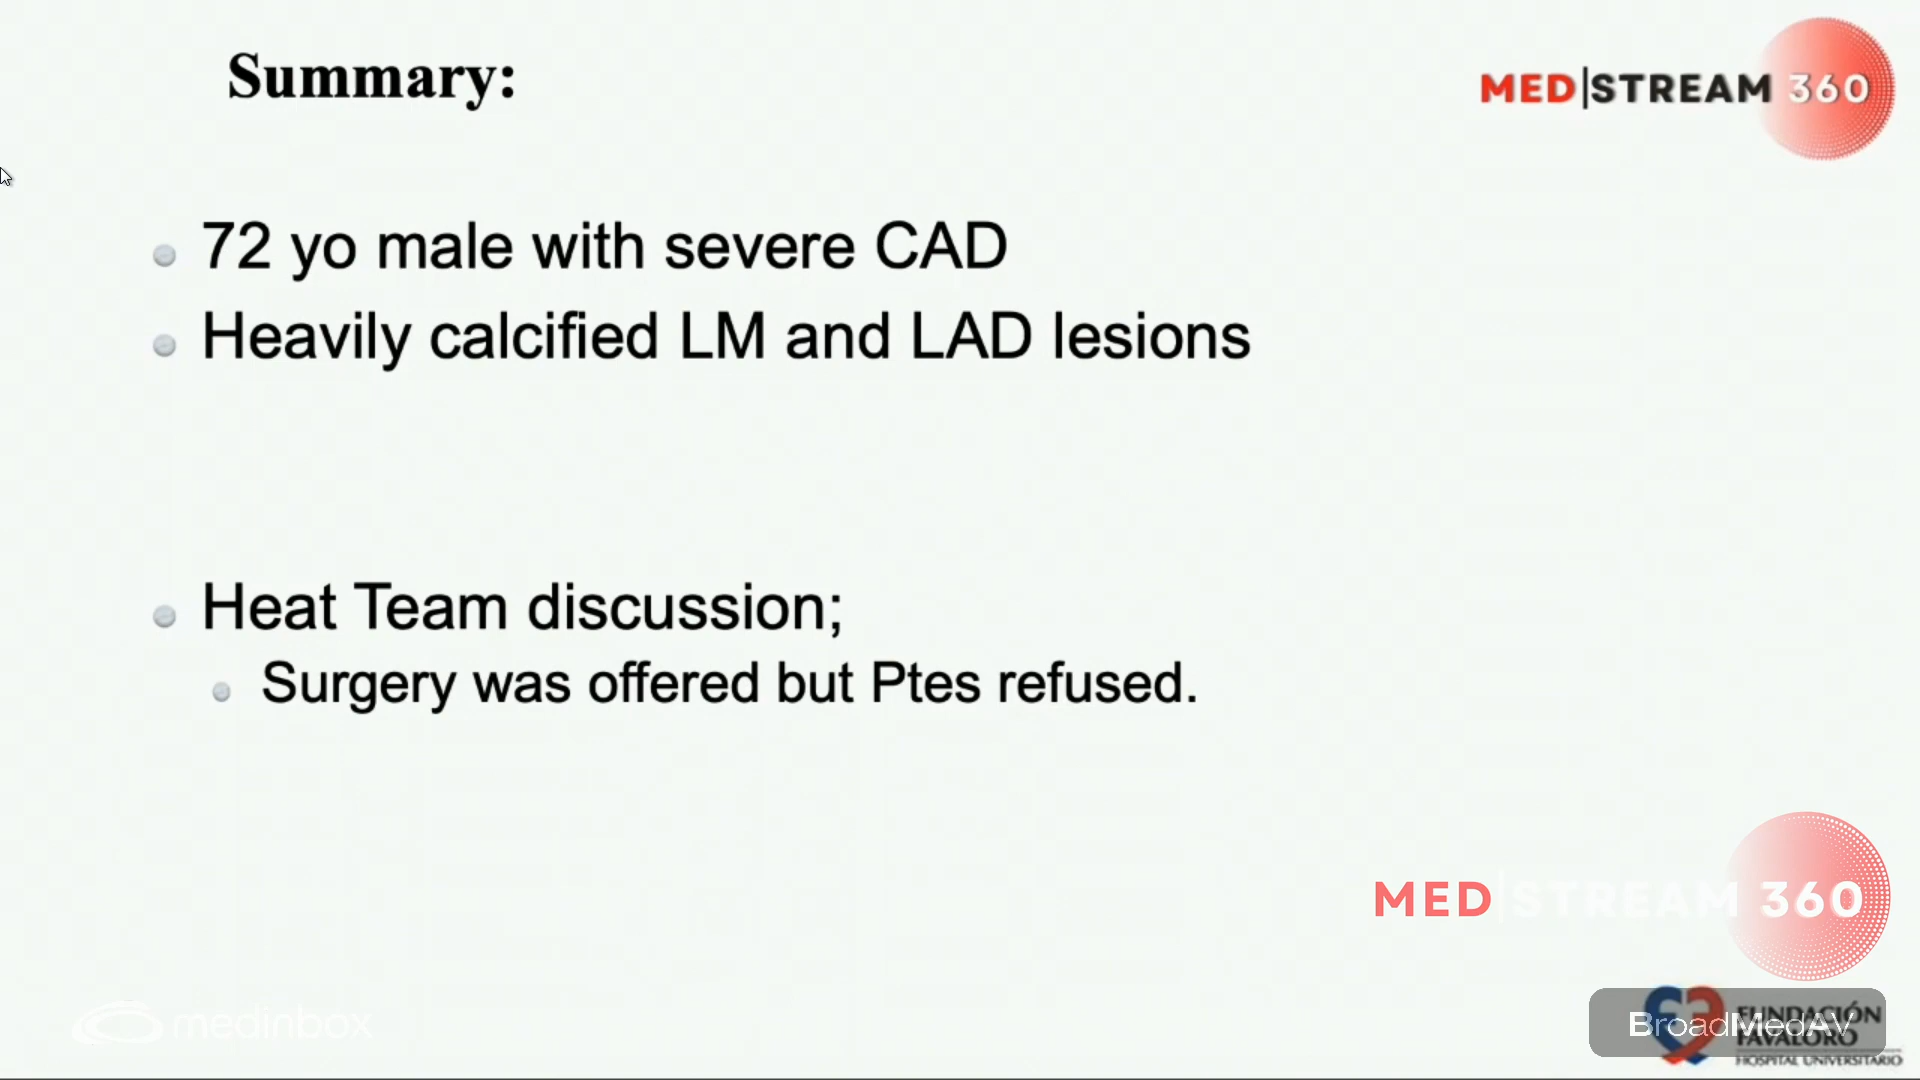 Summary:
MED|STREAM 360
72 yo male with severe CAD
Heavily calcified LM and LAD lesions
Heat Team discussion;
Surgery was offered but Ptes refused.
MED|STREAM 360
medinbox
BroadMedAV
FUNDACIÓN
FAVALORO
HOSPITAL UNIVERSITARIO